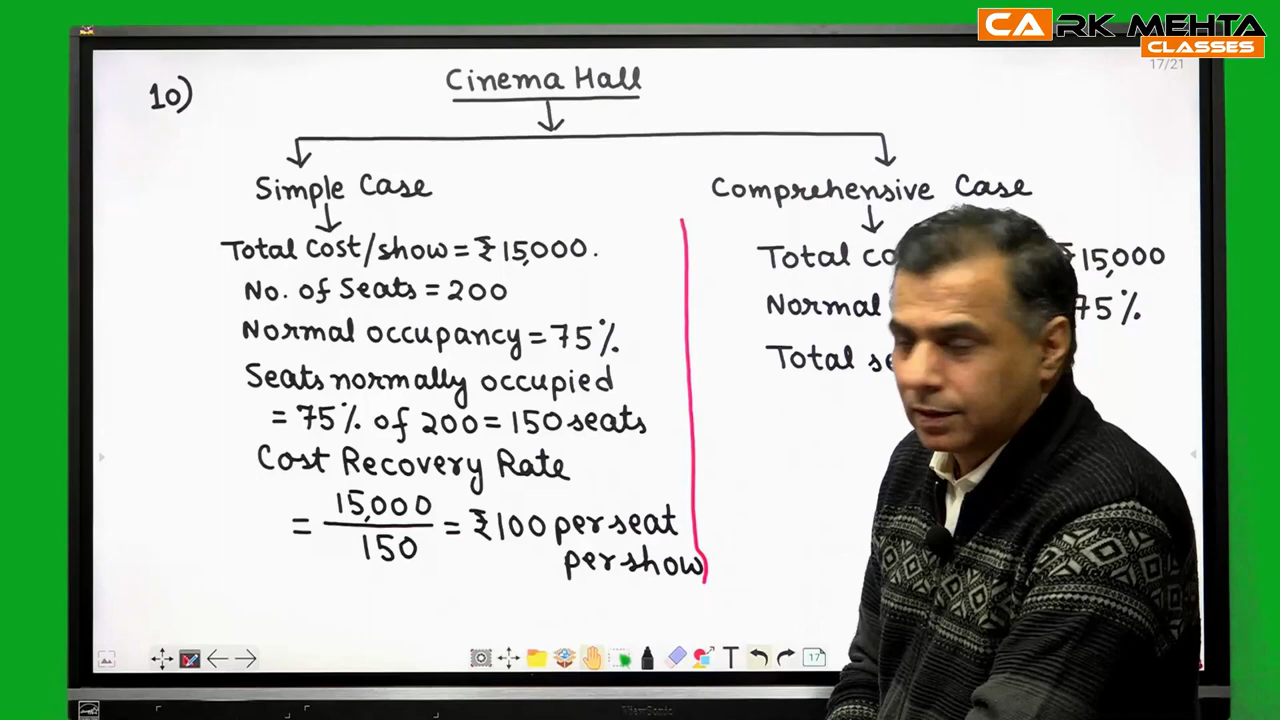 CA RK MEHTA
CLASSES
17/21
10)
Cinema Hall
Simple Case
Total Cost/show = ₹15,000.
No. of Seats = 200
Normal occupancy = 75%.
Seats normally occupied
= 75% of 200 = 150 seats
Cost Recovery Rate
= 15,000 / 150 = ₹100 per seat
per show
Comprehensive Case
Total ₹15,000
Normal 75%.
Total
T
17
ViewSonic